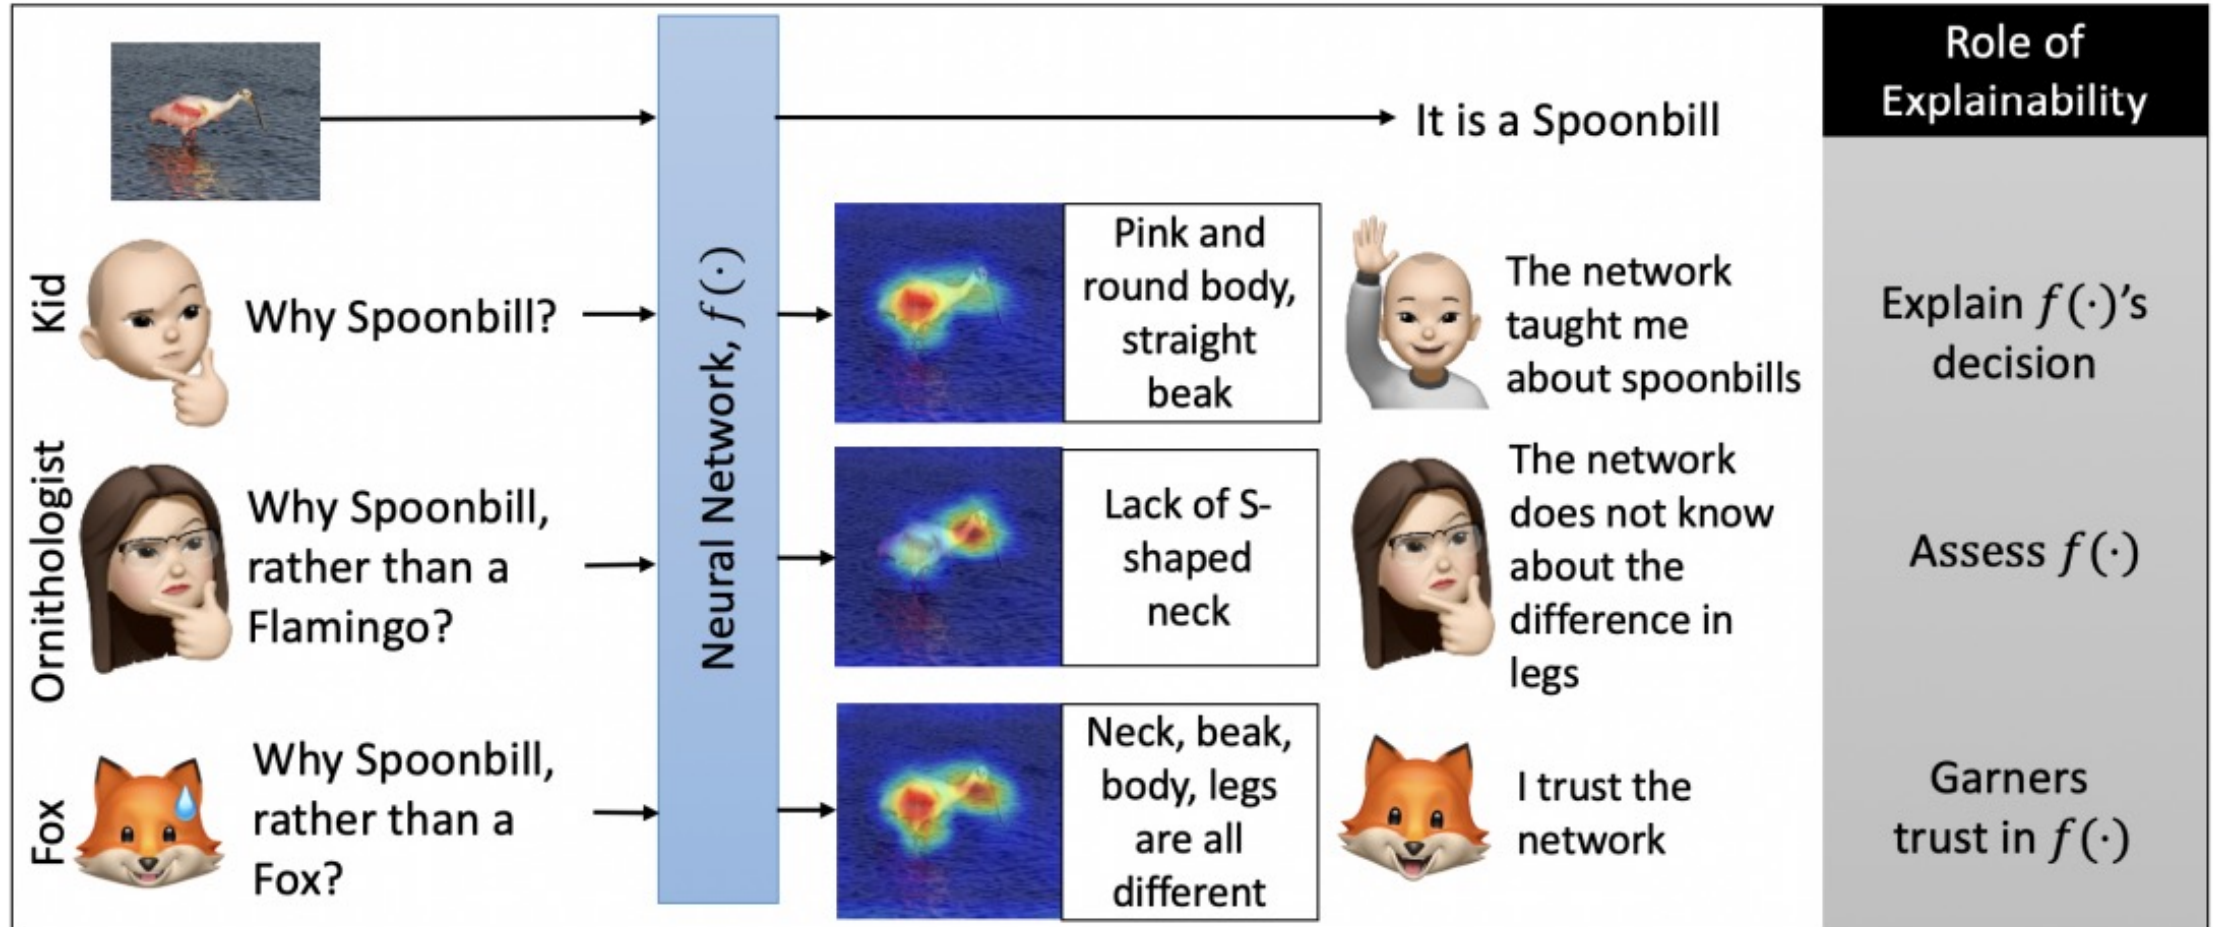 Role of
Explainability
It is a Spoonbill
Neural Network, f(·)
Kid
Why Spoonbill?
Pink and
round body,
straight
beak
The network
taught me
about spoonbills
Explain f(·)'s
decision
Ornithologist
Why Spoonbill,
rather than a
Flamingo?
Lack of S-
shaped
neck
The network
does not know
about the
difference in
legs
Assess f(·)
Fox
Why Spoonbill,
rather than a
Fox?
Neck, beak,
body, legs
are all
different
I trust the
network
Garners
trust in f(·)